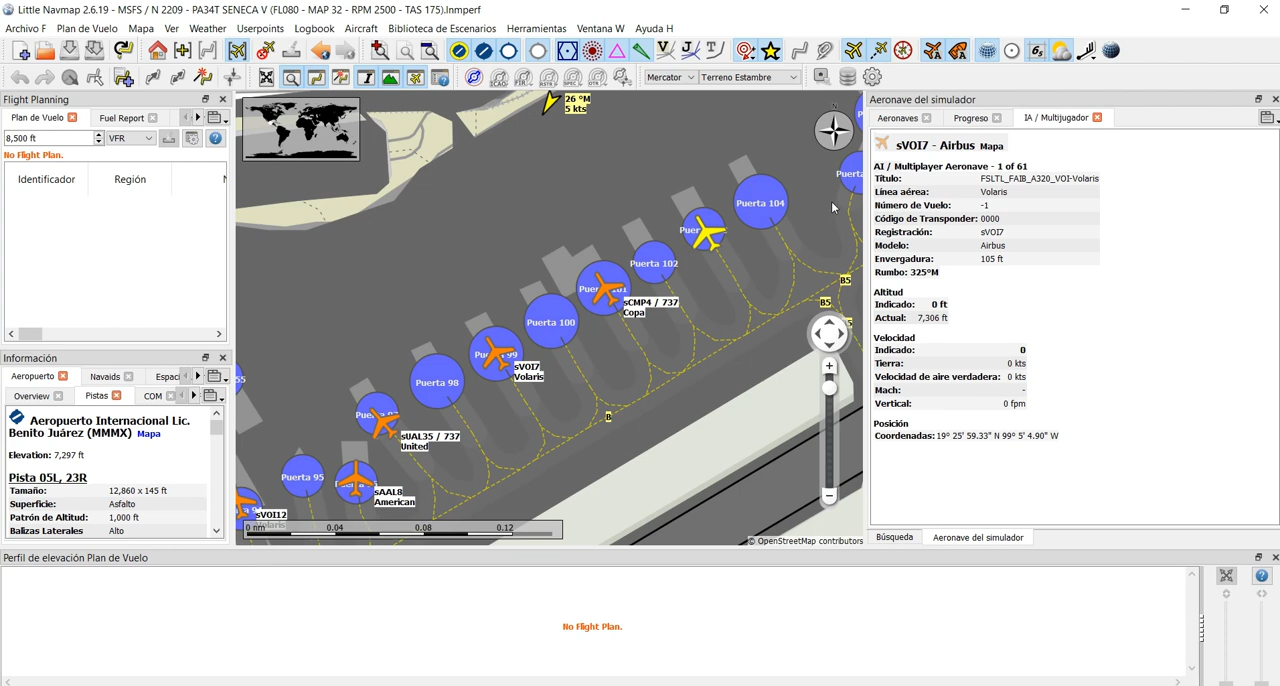 Little Navmap 2.6.19 - MSFS / N 2209 - PA34T SENECA V (FL080 - MAP 32 - RPM 2500 - TAS 175).lnmperf
Archivo F Plan de Vuelo Mapa Ver Weather Userpoints Logbook Aircraft Biblioteca de Escenarios Herramientas Ventana W Ayuda H
Mercator Terreno Estambre
Flight Planning
Plan de Vuelo Fuel Report
8,500 ft VFR
No Flight Plan.
Identificador Región
Información
Aeropuerto Navaids Espaci
Overview Pistas COM
Aeropuerto Internacional Lic.
Benito Juárez (MMMX) Mapa
Elevation: 7,297 ft
Pista 05L, 23R
Tamaño: 12,860 x 145 ft
Superficie: Asfalto
Patrón de Altitud: 1,000 ft
Balizas Laterales Alto
26 °M
5 kts
N
Puerta 104
Puerta 102
Puerta 100
sCMP4 / 737
Copa
sVOI7
Volaris
Puerta 98
sUAL35 / 737
United
Puerta 95
sAAL8
American
sVOI12
Volaris
B5
B5
B
0 nm 0.04 0.08 0.12
© OpenStreetMap contributors
Aeronave del simulador
Aeronaves Progreso IA / Multijugador
sVOI7 - Airbus Mapa
AI / Multiplayer Aeronave - 1 of 61
Título: FSLTL_FAIB_A320_VOI-Volaris
Línea aérea: Volaris
Número de Vuelo: -1
Código de Transponder: 0000
Registración: sVOI7
Modelo: Airbus
Envergadura: 105 ft
Rumbo: 325°M
Altitud
Indicado: 0 ft
Actual: 7,306 ft
Velocidad
Indicado: 0
Tierra: 0 kts
Velocidad de aire verdadera: 0 kts
Mach: -
Vertical: 0 fpm
Posición
Coordenadas: 19° 25' 59.33" N 99° 5' 4.90" W
Búsqueda Aeronave del simulador
Perfil de elevación Plan de Vuelo
No Flight Plan.